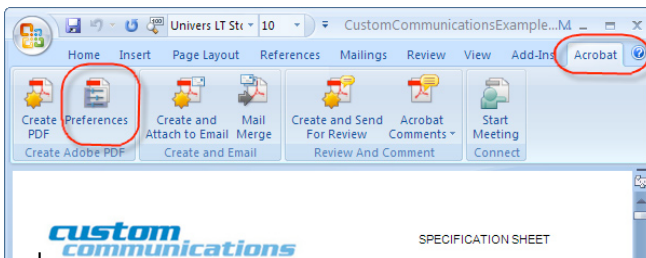 Univers LT Stc 10 CustomCommunicationsExample...M
Home Insert Page Layout References Mailings Review View Add-Ins Acrobat
Create PDF Preferences Create and Attach to Email Mail Merge Create and Send For Review Acrobat Comments Start Meeting
Create Adobe PDF Create and Email Review And Comment Connect
custom
communications
SPECIFICATION SHEET